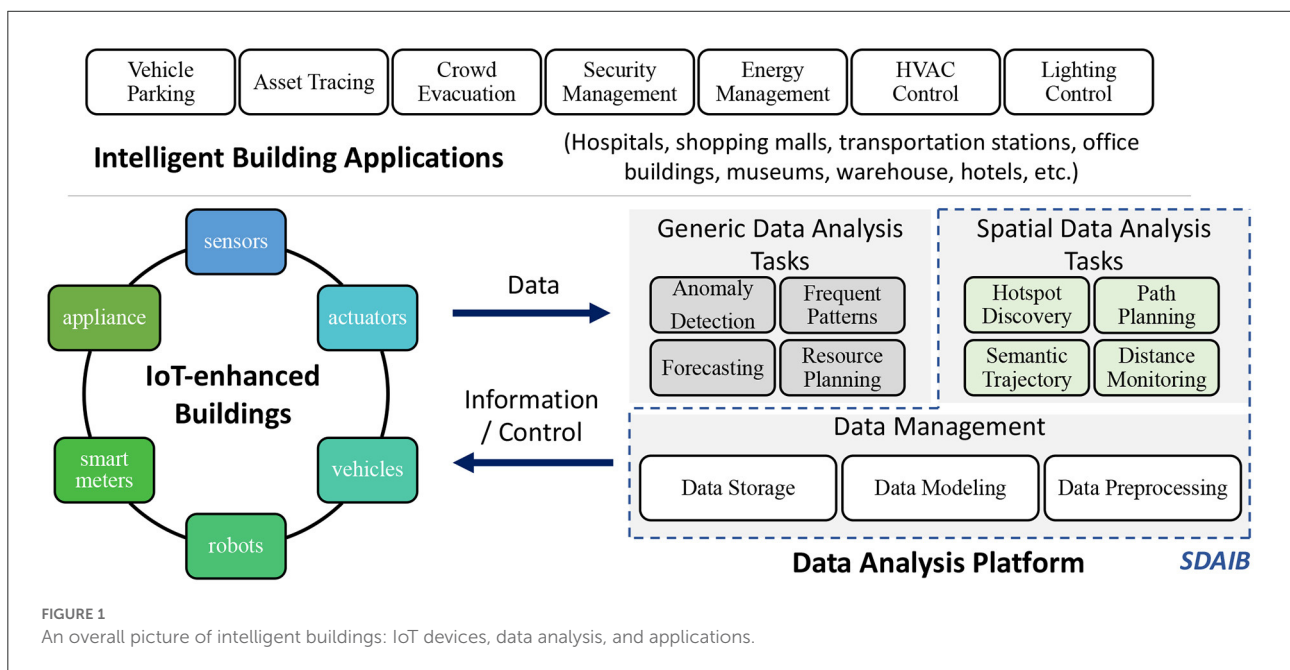 Vehicle
Parking
Asset Tracing
Crowd
Evacuation
Security
Management
Energy
Management
HVAC
Control
Lighting
Control
Intelligent Building Applications
(Hospitals, shopping malls, transportation stations, office
buildings, museums, warehouse, hotels, etc.)
sensors
appliance
actuators
IoT-enhanced
Buildings
smart
meters
vehicles
robots
Data
Information
/ Control
Generic Data Analysis
Tasks
Anomaly
Detection
Frequent
Patterns
Forecasting
Resource
Planning
Spatial Data Analysis
Tasks
Hotspot
Discovery
Path
Planning
Semantic
Trajectory
Distance
Monitoring
Data Management
Data Storage
Data Modeling
Data Preprocessing
Data Analysis Platform
SDAIB
FIGURE 1
An overall picture of intelligent buildings: IoT devices, data analysis, and applications.